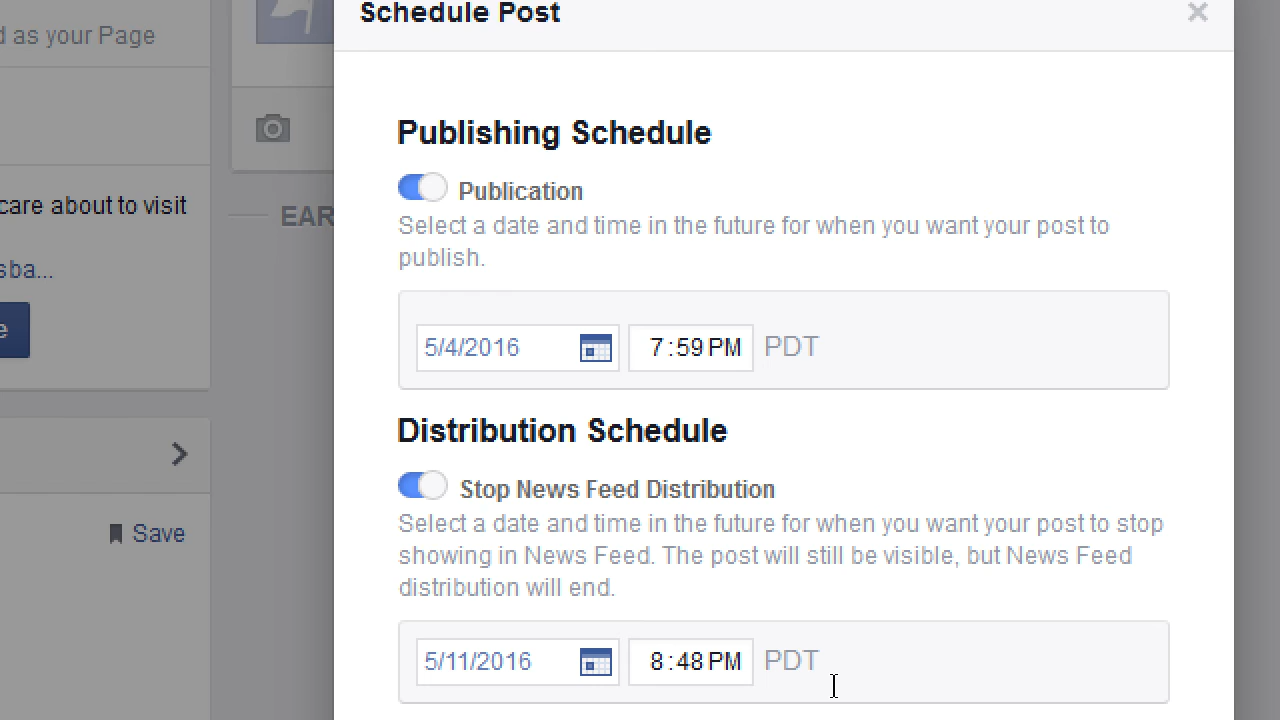 Schedule Post
d as your Page
Publishing Schedule
Publication
Select a date and time in the future for when you want your post to
publish.
care about to visit
EAR
sba...
e
5/4/2016 7:59 PM PDT
Distribution Schedule
Stop News Feed Distribution
Select a date and time in the future for when you want your post to stop
showing in News Feed. The post will still be visible, but News Feed
distribution will end.
Save
5/11/2016 8:48 PM PDT